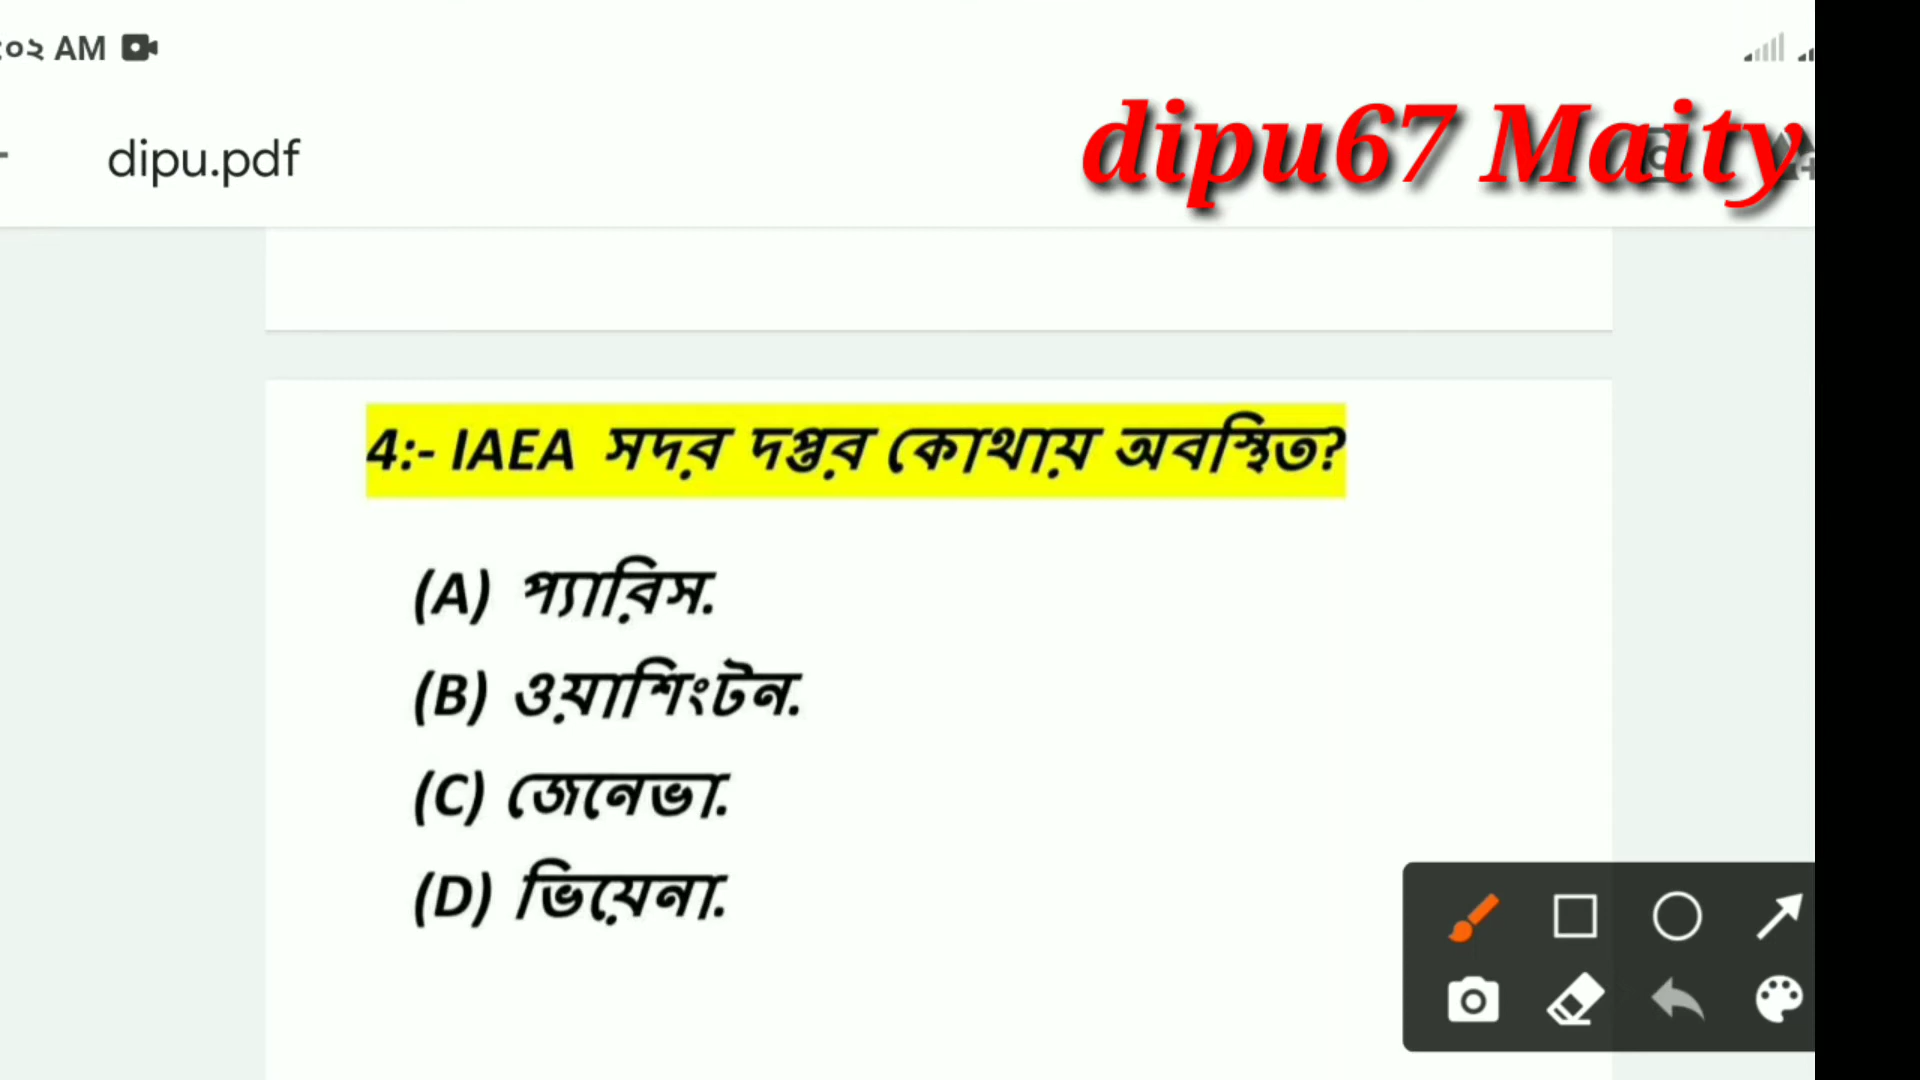 :০২ AM
dipu67 Maity
dipu.pdf
4:- IAEA সদর দপ্তর কোথায় অবস্থিত?
(A) প্যারিস.
(B) ওয়াশিংটন.
(C) জেনেভা.
(D) ভিয়েনা.